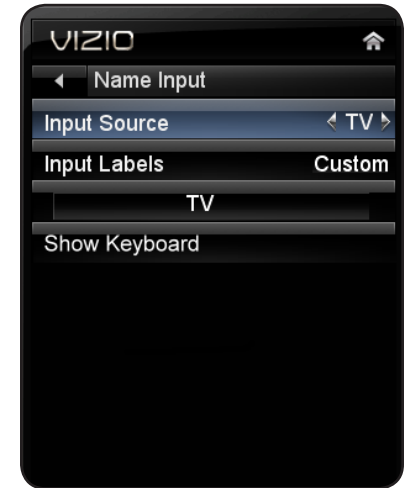 VIZIO
Name Input
Input Source TV
Input Labels Custom
TV
Show Keyboard